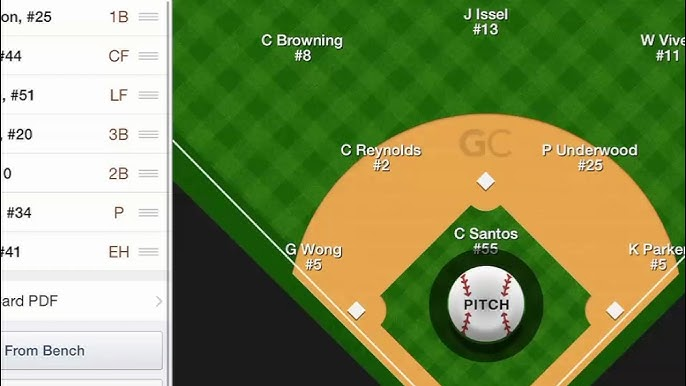 on, #25 1B
#44 CF
, #51 LF
, #20 3B
0 2B
#34 P
#41 EH
ard PDF
From Bench
J Issel
#13
C Browning
#8
W Vive
#11
GC
C Reynolds
#2
P Underwood
#25
C Santos
#55
G Wong
#5
K Parker
#5
PITCH